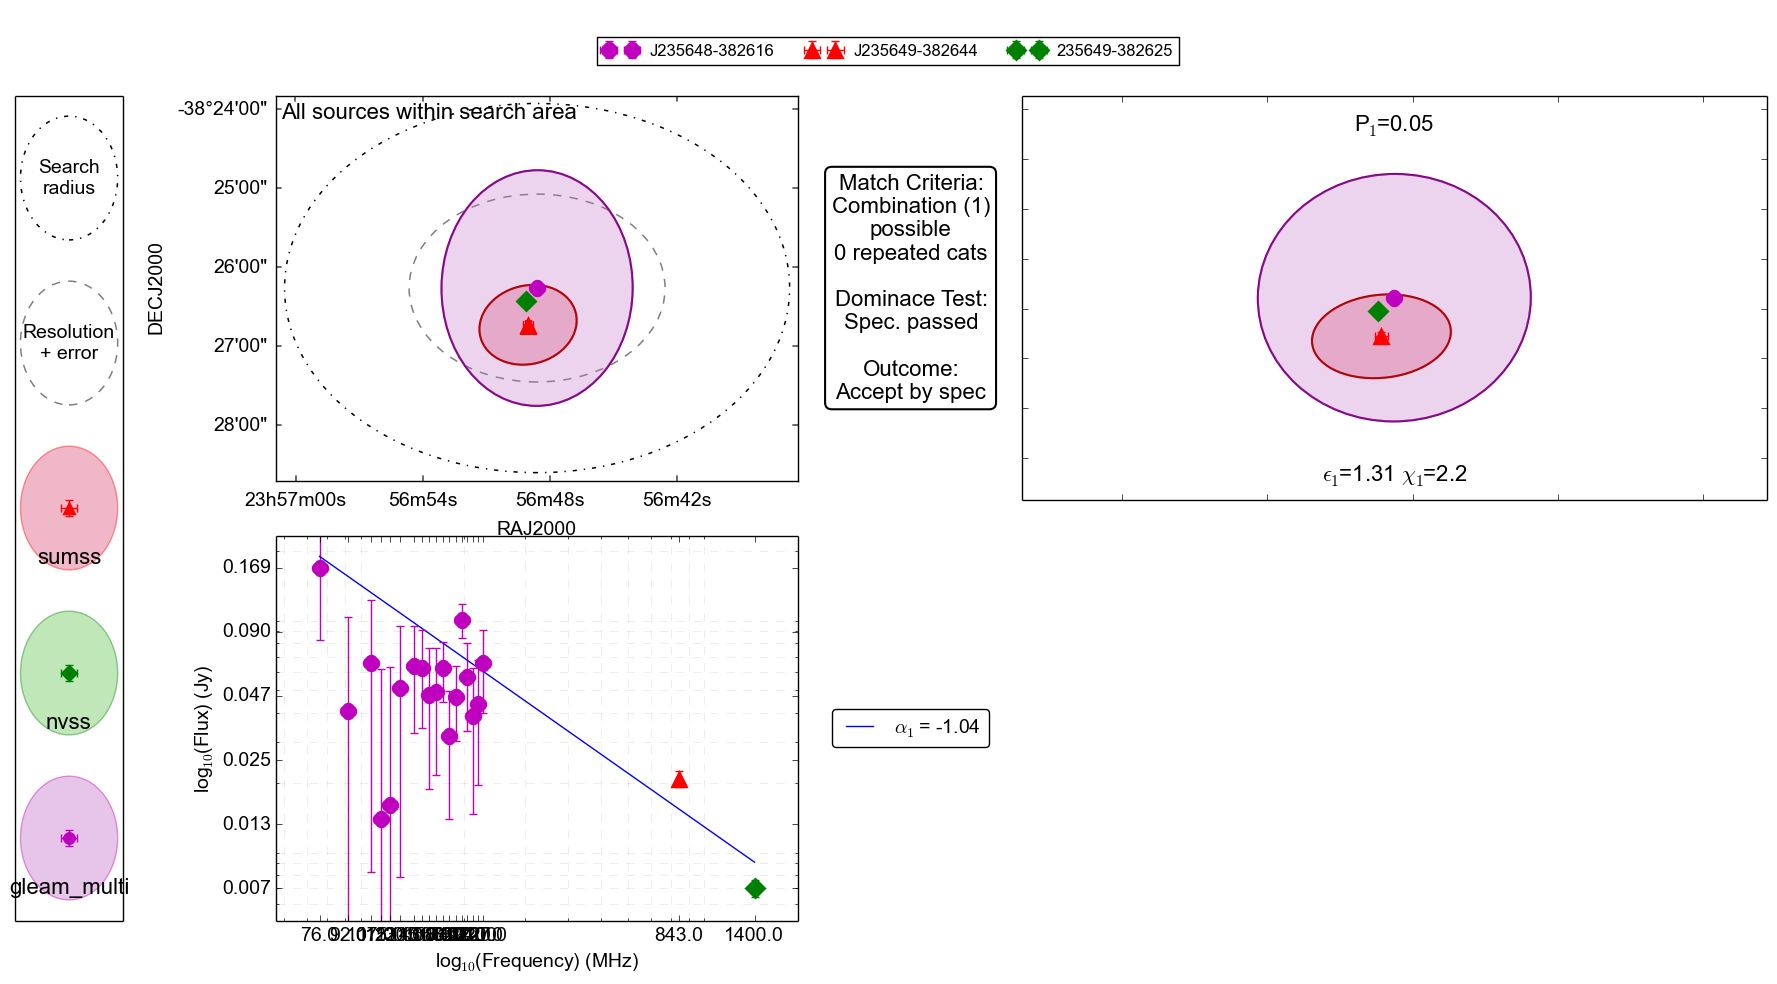 J235648-382616
J235649-382644
235649-382625
Search
radius
Resolution
+ error
sumss
nvss
gleam_multi
All sources within search area
-38°24'00"
25'00"
26'00"
27'00"
28'00"
DECJ2000
23h57m00s
56m54s
56m48s
56m42s
RAJ2000
Match Criteria:
Combination (1)
possible
0 repeated cats
Dominace Test:
Spec. passed
Outcome:
Accept by spec
P1=0.05
ϵ1=1.31 χ1=2.2
0.169
0.090
0.047
0.025
0.013
0.007
log10(Flux) (Jy)
76.0
843.0
1400.0
log10(Frequency) (MHz)
α1 = -1.04